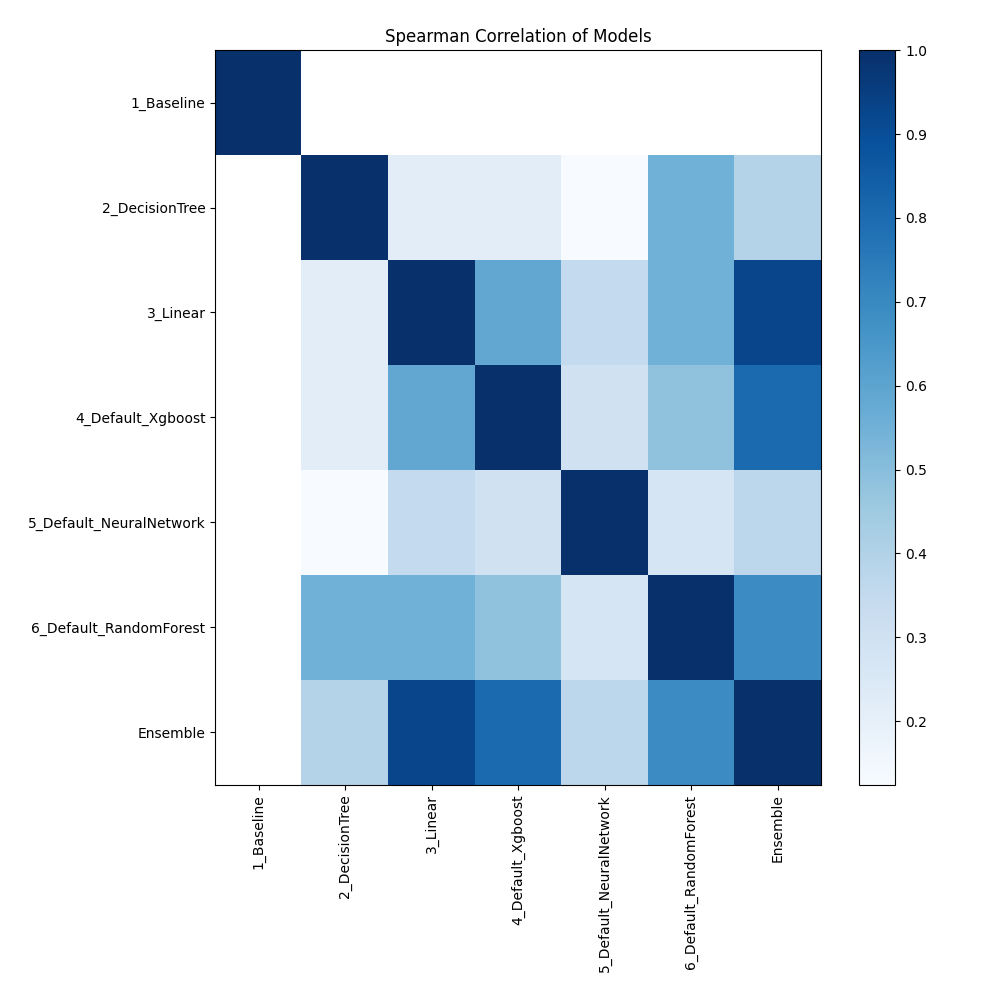 Spearman Correlation of Models
1_Baseline
2_DecisionTree
3_Linear
4_Default_Xgboost
5_Default_NeuralNetwork
6_Default_RandomForest
Ensemble
1_Baseline
2_DecisionTree
3_Linear
4_Default_Xgboost
5_Default_NeuralNetwork
6_Default_RandomForest
Ensemble
1.0
0.9
0.8
0.7
0.6
0.5
0.4
0.3
0.2